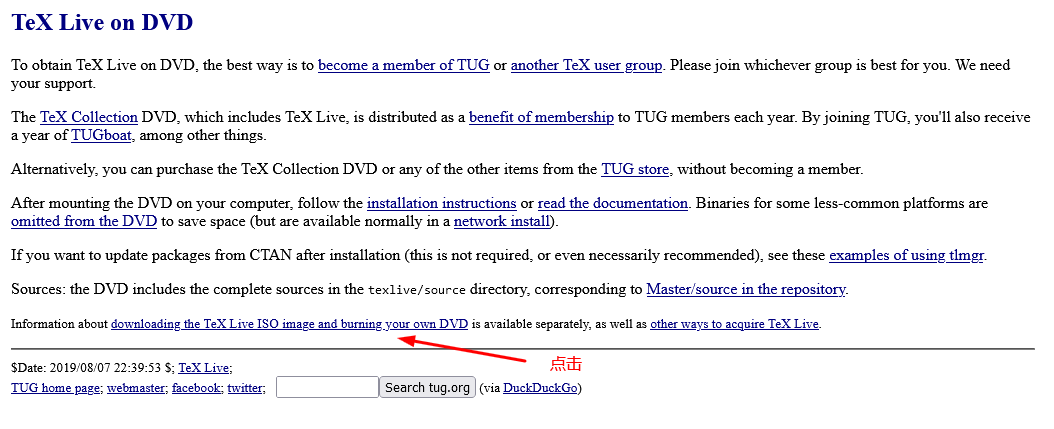 TeX Live on DVD
To obtain TeX Live on DVD, the best way is to become a member of TUG or another TeX user group. Please join whichever group is best for you. We need
your support.
The TeX Collection DVD, which includes TeX Live, is distributed as a benefit of membership to TUG members each year. By joining TUG, you'll also receive
a year of TUGboat, among other things.
Alternatively, you can purchase the TeX Collection DVD or any of the other items from the TUG store, without becoming a member.
After mounting the DVD on your computer, follow the installation instructions or read the documentation. Binaries for some less-common platforms are
omitted from the DVD to save space (but are available normally in a network install).
If you want to update packages from CTAN after installation (this is not required, or even necessarily recommended), see these examples of using tlmgr.
Sources: the DVD includes the complete sources in the texlive/source directory, corresponding to Master/source in the repository.
Information about downloading the TeX Live ISO image and burning your own DVD is available separately, as well as other ways to acquire TeX Live.
点击
$Date: 2019/08/07 22:39:53 $; TeX Live;
TUG home page; webmaster; facebook; twitter; Search tug.org (via DuckDuckGo)